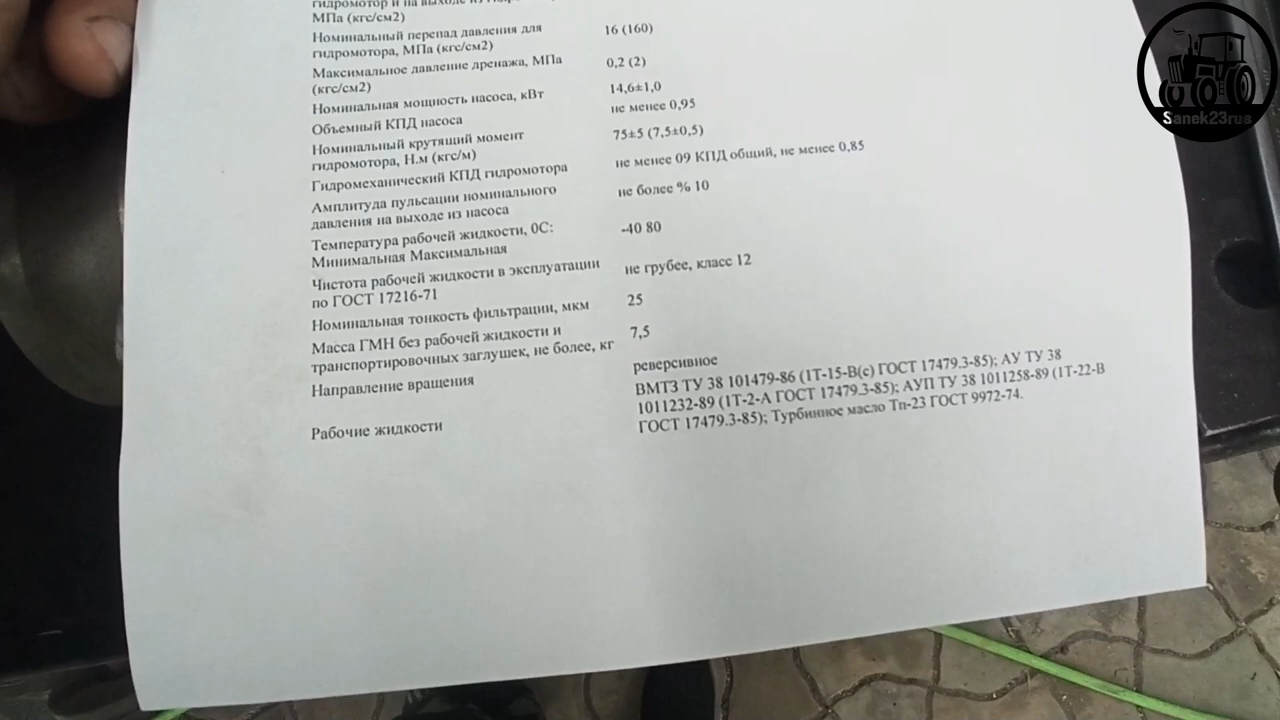 гидромотор и на выходе из
МПа (кгс/см2)
Номинальный перепад давления для
гидромотора, МПа (кгс/см2)
16 (160)
Максимальное давление дренажа, МПа
(кгс/см2)
0,2 (2)
Номинальная мощность насоса, кВт
14,6±1,0
Объемный КПД насоса
не менее 0,95
Номинальный крутящий момент
гидромотора, Н.м (кгс/м)
75±5 (7,5±0,5)
Гидромеханический КПД гидромотора
не менее 09 КПД общий, не менее 0,85
Амплитуда пульсации номинального
давления на выходе из насоса
не более % 10
Температура рабочей жидкости, 0С:
Минимальная Максимальная
-40 80
Чистота рабочей жидкости в эксплуатации
по ГОСТ 17216-71
не грубее, класс 12
Номинальная тонкость фильтрации, мкм
25
Масса ГМН без рабочей жидкости и
транспортировочных заглушек, не более, кг
7,5
Направление вращения
реверсивное
Рабочие жидкости
ВМТЗ ТУ 38 101479-86 (1Т-15-В(с) ГОСТ 17479.3-85); АУ ТУ 38
1011232-89 (1Т-2-А ГОСТ 17479.3-85); АУП ТУ 38 1011258-89 (1Т-22-В
ГОСТ 17479.3-85); Турбинное масло Тп-23 ГОСТ 9972-74.
Sanek23rus